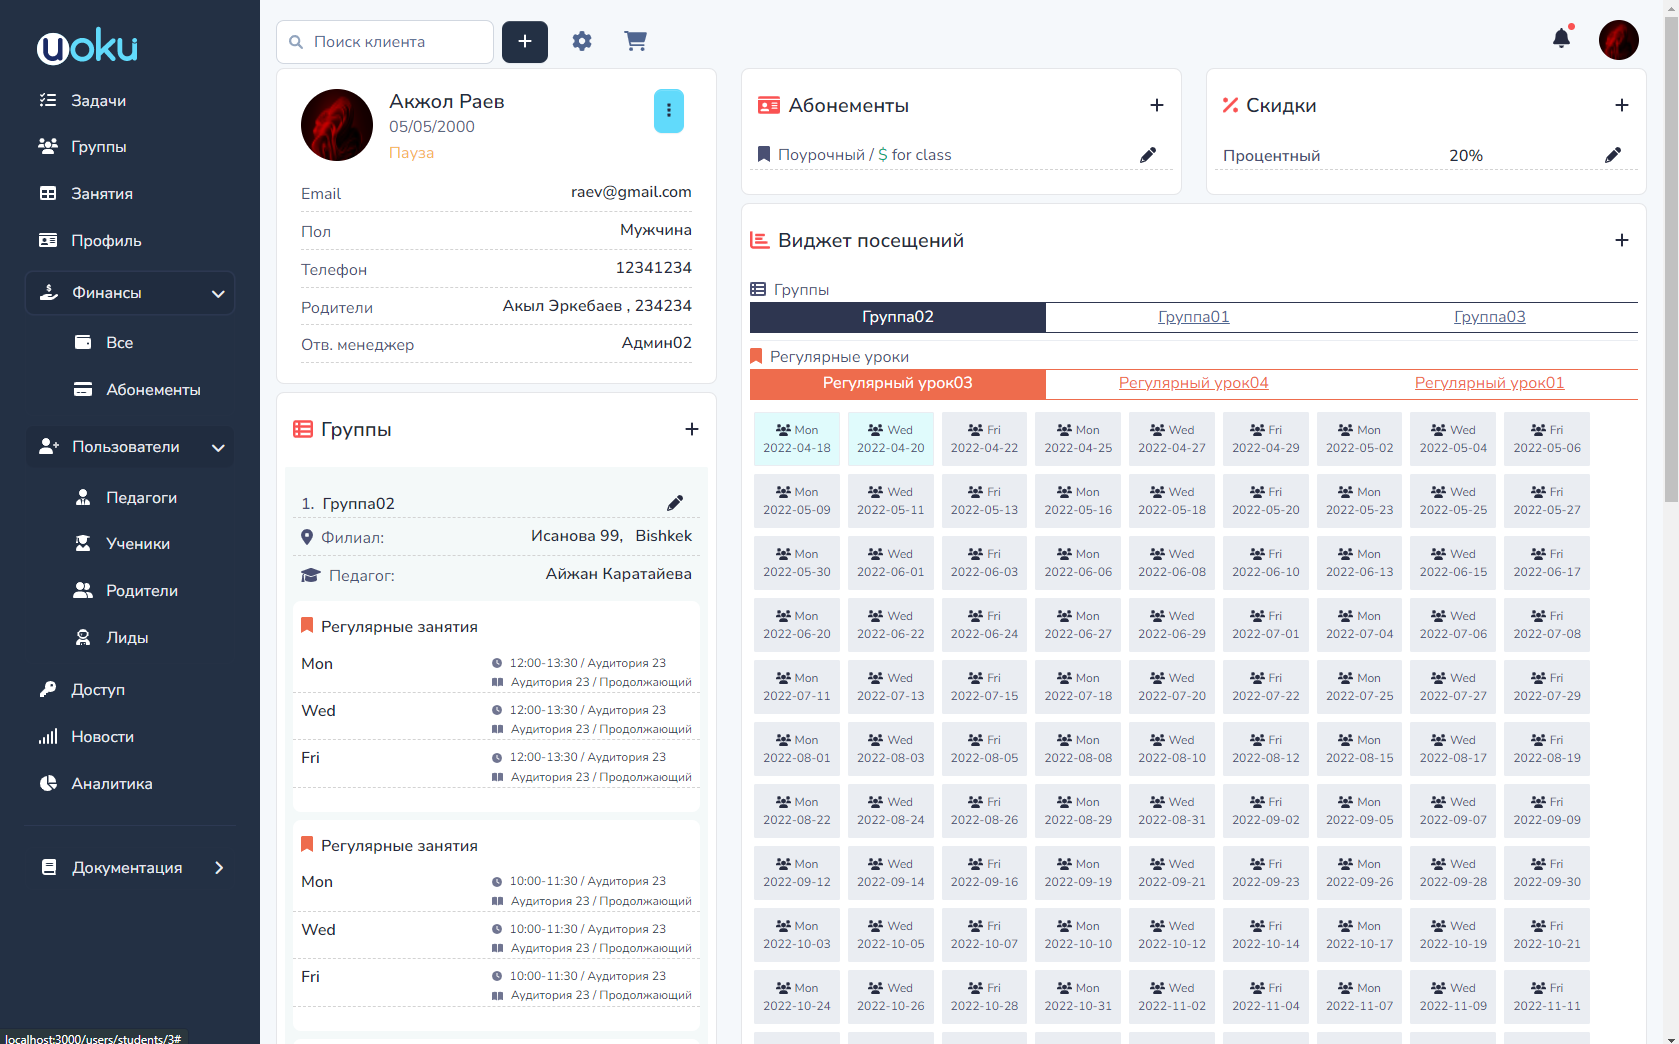 uoku
Задачи
Группы
Занятия
Профиль
Финансы
Все
Абонементы
Пользователи
Педагоги
Ученики
Родители
Лиды
Доступ
Новости
Аналитика
Документация
localhost:3000/users/students/3#
Поиск клиента
Акжол Раев
05/05/2000
Пауза
Email raev@gmail.com
Пол Мужчина
Телефон 12341234
Родители Акыл Эркебаев , 234234
Отв. менеджер Админ02
Группы
1. Группа02
Филиал: Исанова 99, Bishkek
Педагог: Айжан Каратайева
Регулярные занятия
Mon 12:00-13:30 / Аудитория 23
Аудитория 23 / Продолжающий
Wed 12:00-13:30 / Аудитория 23
Аудитория 23 / Продолжающий
Fri 12:00-13:30 / Аудитория 23
Аудитория 23 / Продолжающий
Регулярные занятия
Mon 10:00-11:30 / Аудитория 23
Аудитория 23 / Продолжающий
Wed 10:00-11:30 / Аудитория 23
Аудитория 23 / Продолжающий
Fri 10:00-11:30 / Аудитория 23
Аудитория 23 / Продолжающий
Абонементы
Поурочный / $ for class
Скидки
Процентный 20%
Виджет посещений
Группы
Группа02 Группа01 Группа03
Регулярные уроки
Регулярный урок03 Регулярный урок04 Регулярный урок01
Mon Wed Fri Mon Wed Fri Mon Wed Fri
2022-04-18 2022-04-20 2022-04-22 2022-04-25 2022-04-27 2022-04-29 2022-05-02 2022-05-04 2022-05-06
Mon Wed Fri Mon Wed Fri Mon Wed Fri
2022-05-09 2022-05-11 2022-05-13 2022-05-16 2022-05-18 2022-05-20 2022-05-23 2022-05-25 2022-05-27
Mon Wed Fri Mon Wed Fri Mon Wed Fri
2022-05-30 2022-06-01 2022-06-03 2022-06-06 2022-06-08 2022-06-10 2022-06-13 2022-06-15 2022-06-17
Mon Wed Fri Mon Wed Fri Mon Wed Fri
2022-06-20 2022-06-22 2022-06-24 2022-06-27 2022-06-29 2022-07-01 2022-07-04 2022-07-06 2022-07-08
Mon Wed Fri Mon Wed Fri Mon Wed Fri
2022-07-11 2022-07-13 2022-07-15 2022-07-18 2022-07-20 2022-07-22 2022-07-25 2022-07-27 2022-07-29
Mon Wed Fri Mon Wed Fri Mon Wed Fri
2022-08-01 2022-08-03 2022-08-05 2022-08-08 2022-08-10 2022-08-12 2022-08-15 2022-08-17 2022-08-19
Mon Wed Fri Mon Wed Fri Mon Wed Fri
2022-08-22 2022-08-24 2022-08-26 2022-08-29 2022-08-31 2022-09-02 2022-09-05 2022-09-07 2022-09-09
Mon Wed Fri Mon Wed Fri Mon Wed Fri
2022-09-12 2022-09-14 2022-09-16 2022-09-19 2022-09-21 2022-09-23 2022-09-26 2022-09-28 2022-09-30
Mon Wed Fri Mon Wed Fri Mon Wed Fri
2022-10-03 2022-10-05 2022-10-07 2022-10-10 2022-10-12 2022-10-14 2022-10-17 2022-10-19 2022-10-21
Mon Wed Fri Mon Wed Fri Mon Wed Fri
2022-10-24 2022-10-26 2022-10-28 2022-10-31 2022-11-02 2022-11-04 2022-11-07 2022-11-09 2022-11-11